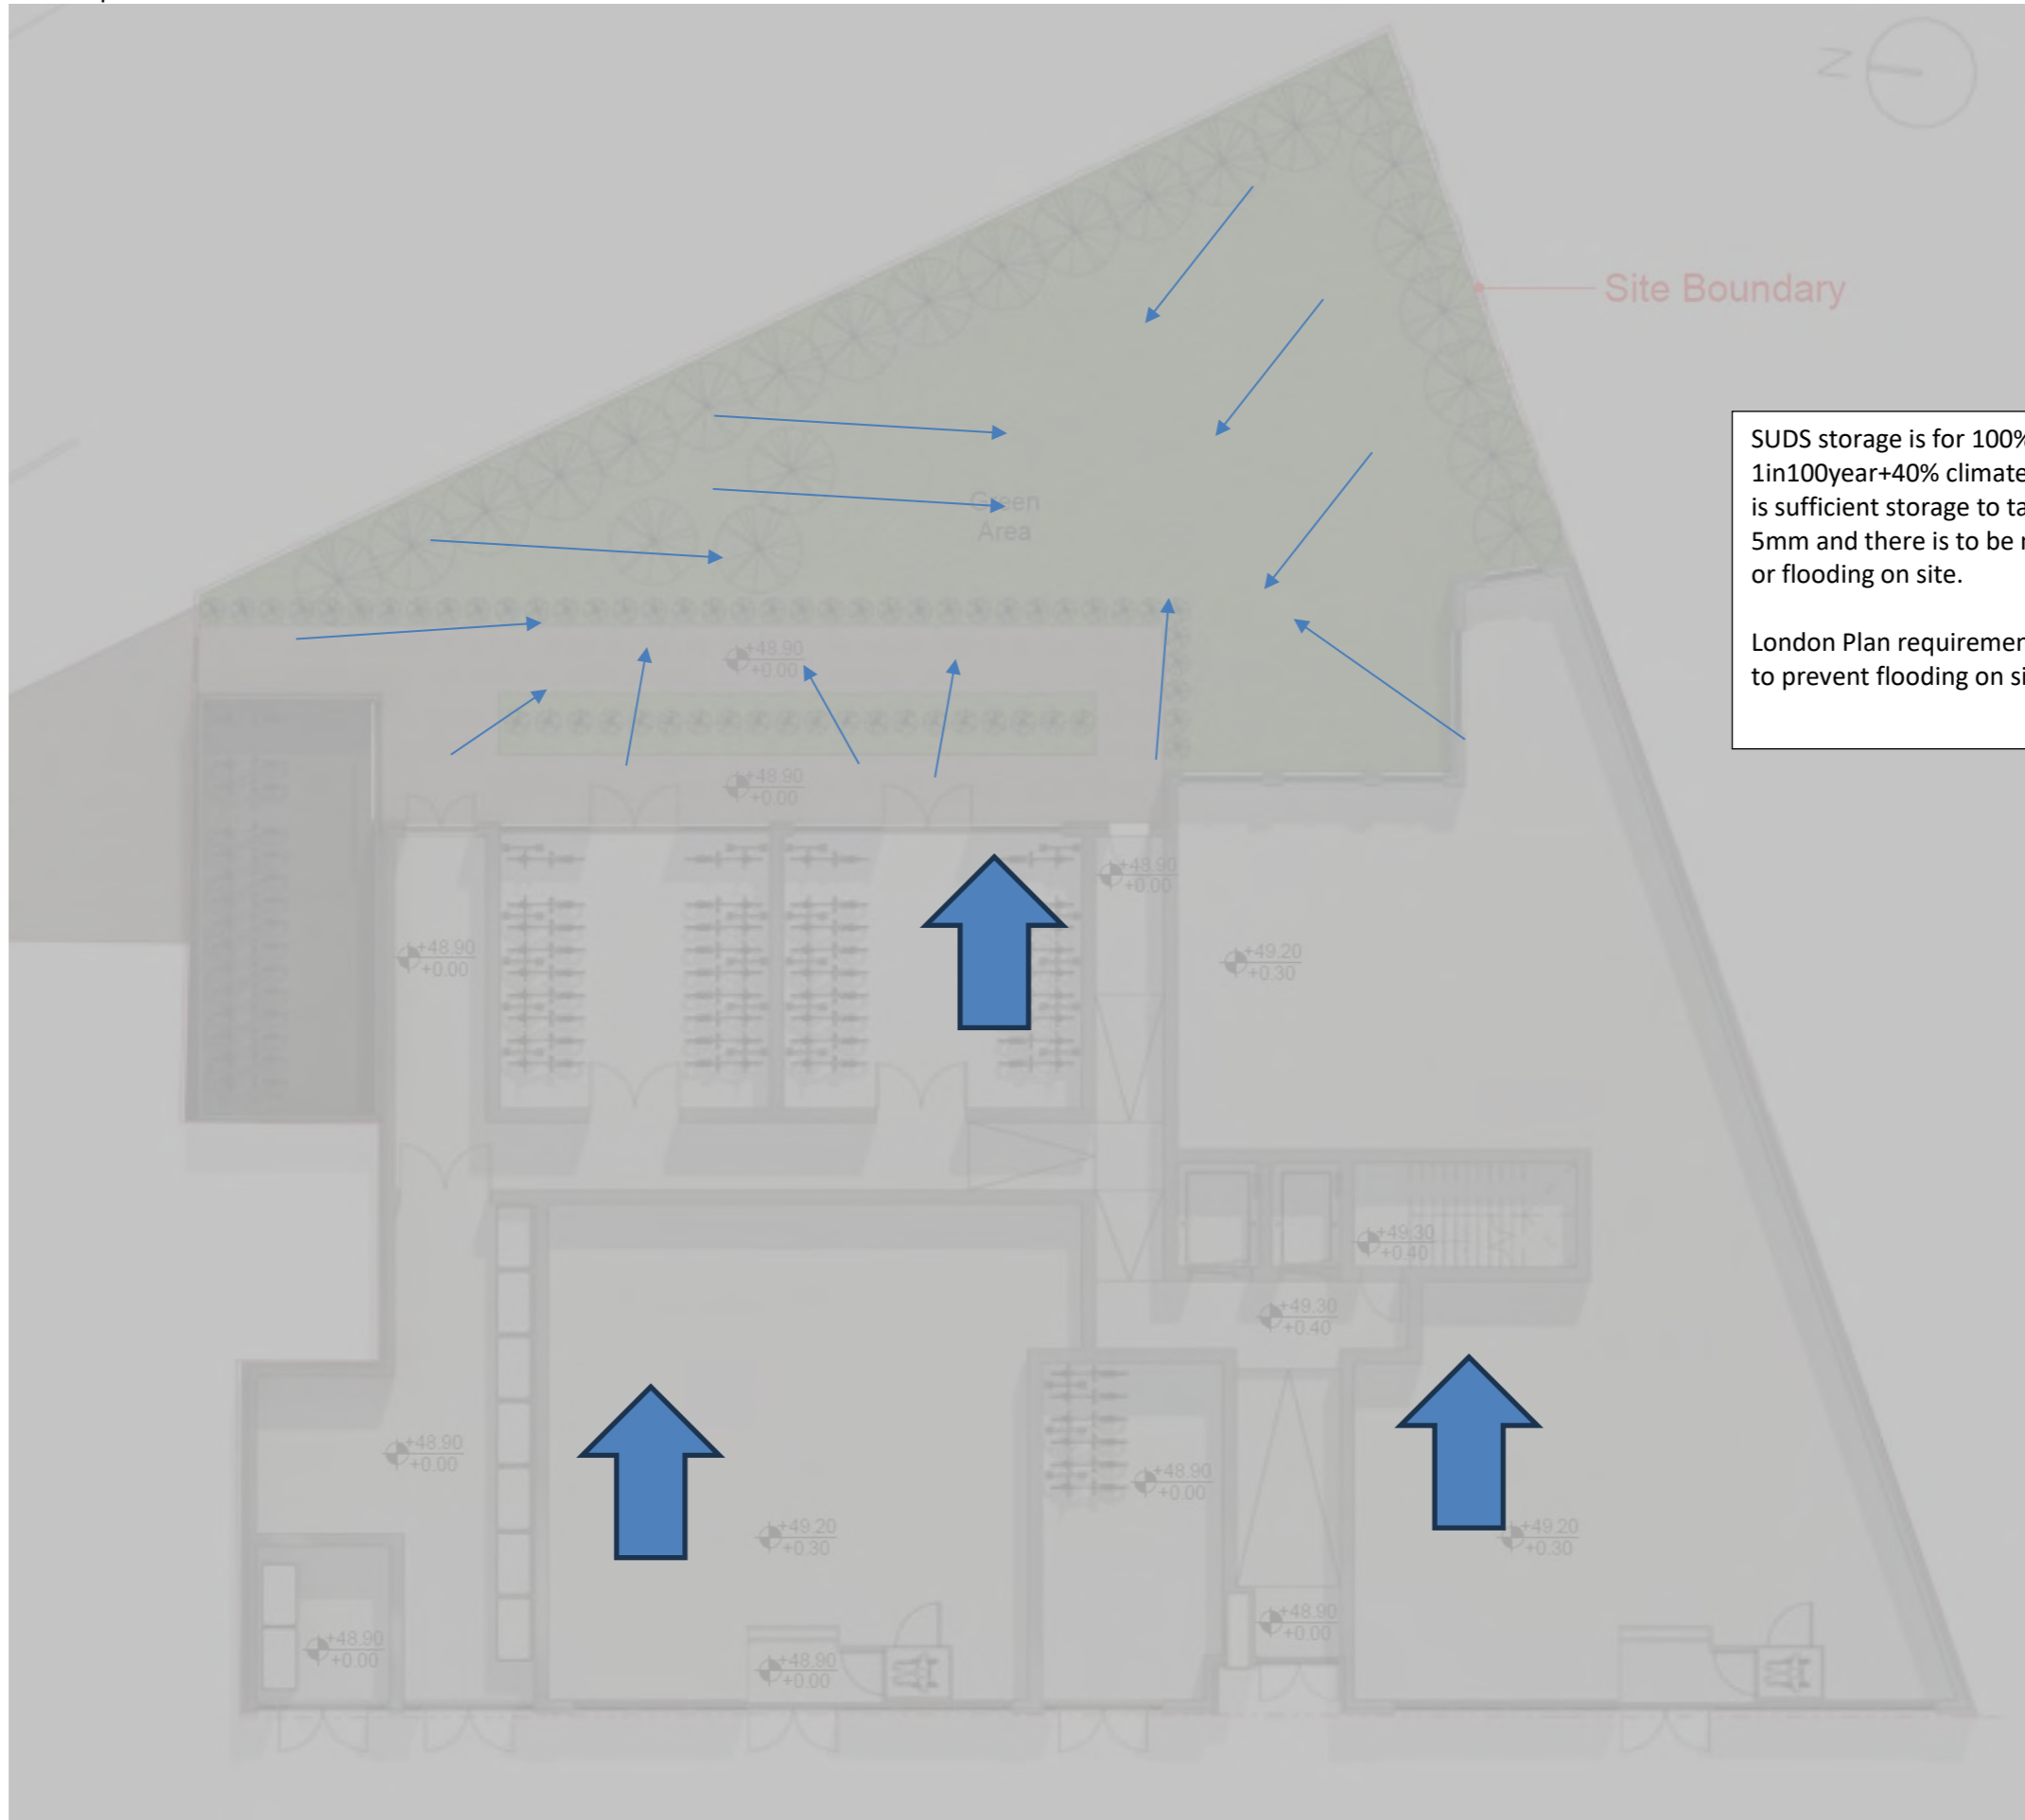 N
Site Boundary
SUDS storage is for 100%
1in100year+40% climate
is sufficient storage to ta
5mm and there is to be
or flooding on site.
London Plan requiremen
to prevent flooding on si
Green
Area
+48.90
+0.00
+48.90
+0.00
+48.90
+0.00
+48.90
+0.00
+49.20
+0.30
+49.30
+0.40
+49.30
+0.40
+48.90
+0.00
+48.90
+0.00
+49.20
+0.30
+49.20
+0.30
+48.90
+0.00
+48.90
+0.00
+48.90
+0.00